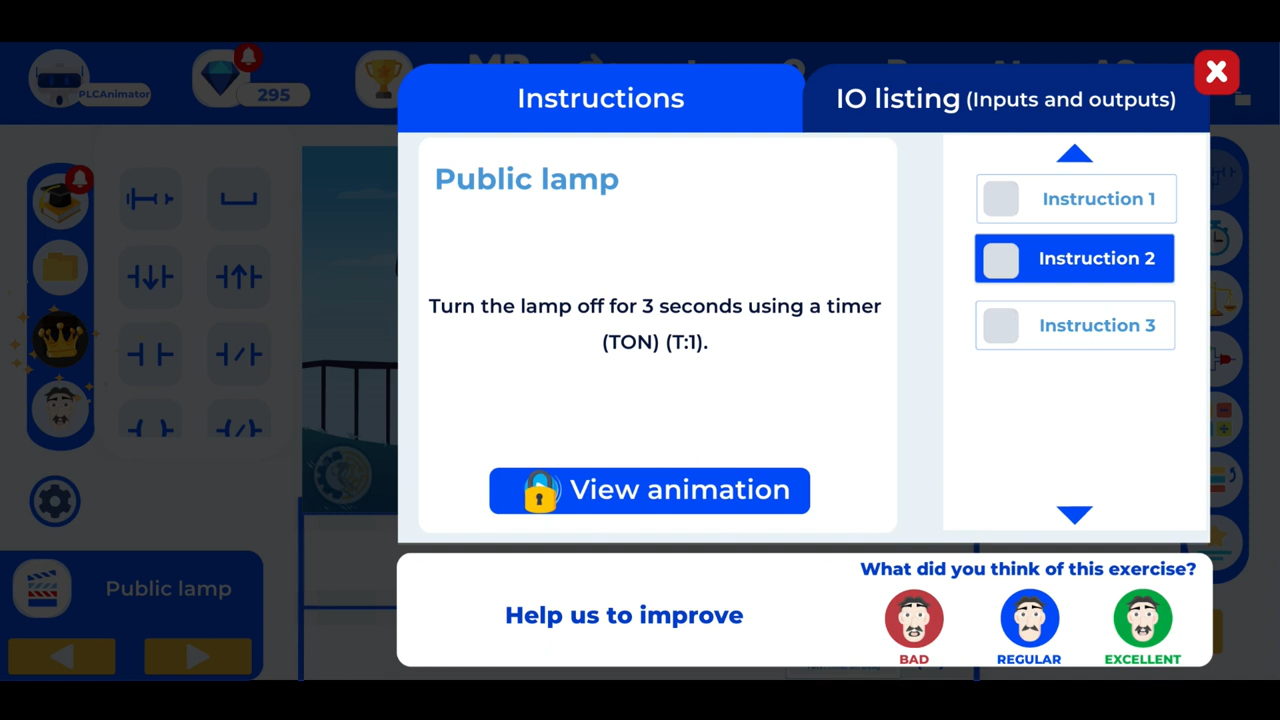 PLCAnimator
295
Instructions
IO listing (Inputs and outputs)
Public lamp
Turn the lamp off for 3 seconds using a timer
(TON) (T:1).
View animation
Instruction 1
Instruction 2
Instruction 3
Public lamp
Help us to improve
What did you think of this exercise?
BAD
REGULAR
EXCELLENT